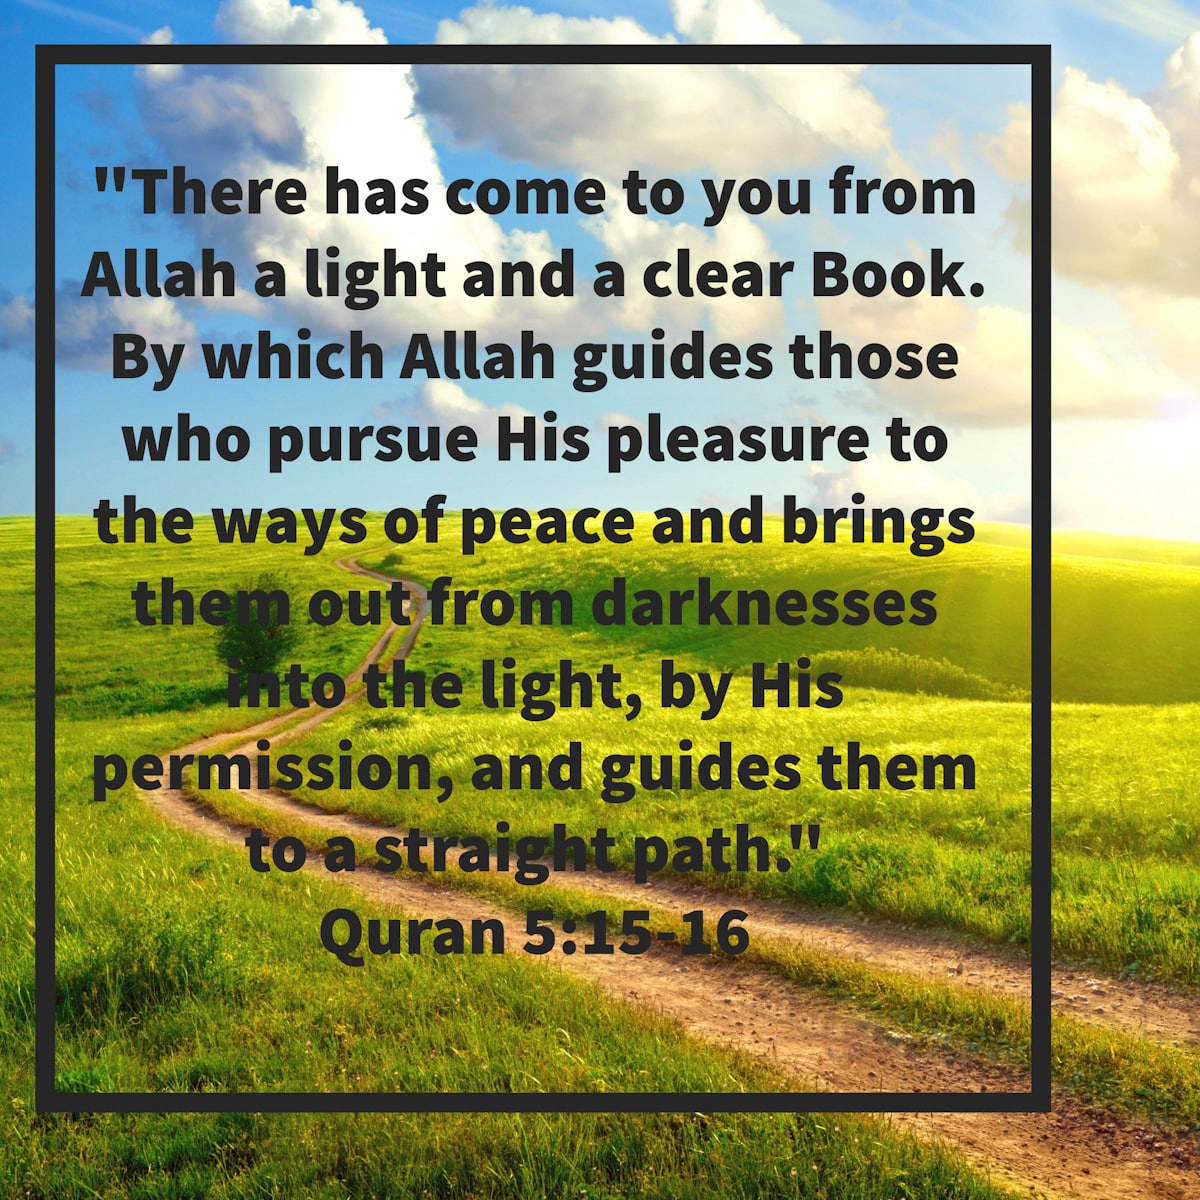 "There has come to you from
Allah a light and a clear Book.
By which Allah guides those
who pursue His pleasure to
the ways of peace and brings
them out from darknesses
into the light, by His
permission, and guides them
to a straight path."
Quran 5:15-16